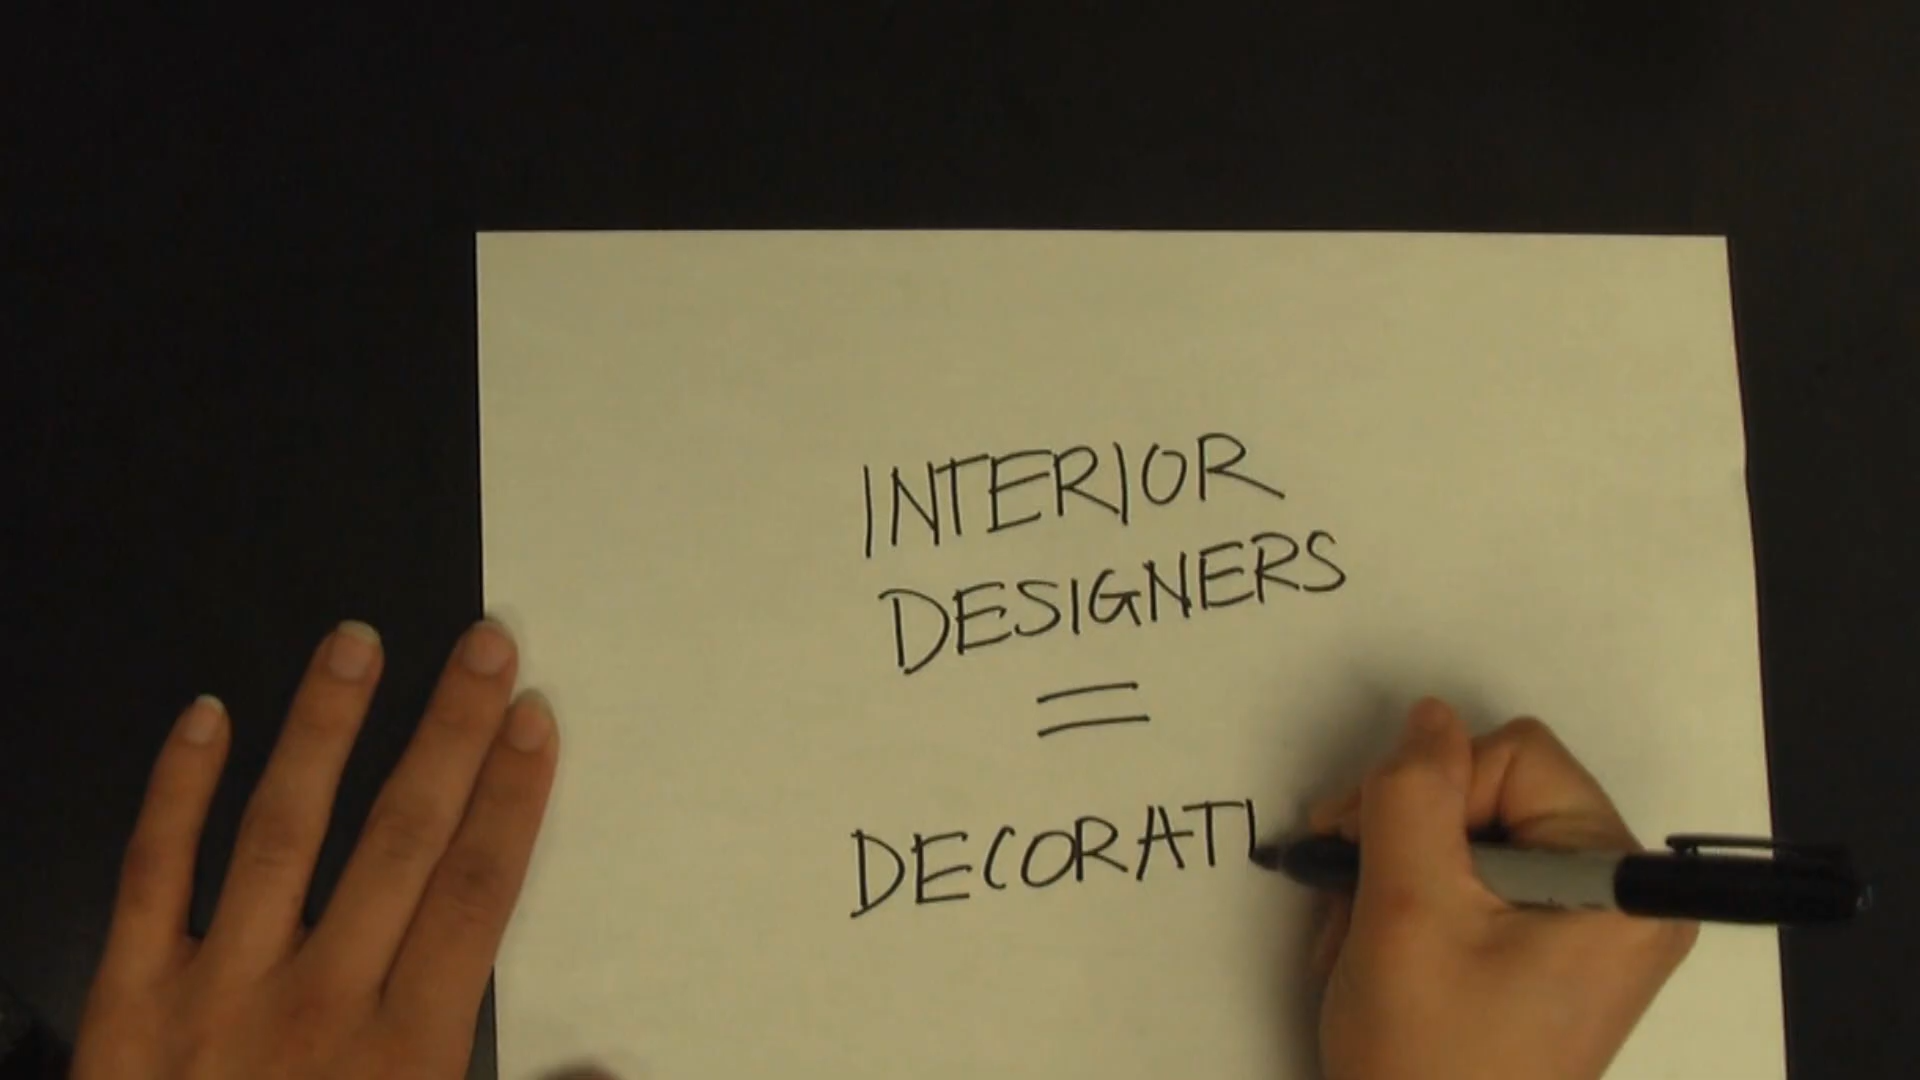 INTERIOR
DESIGNERS
=
DECORATI